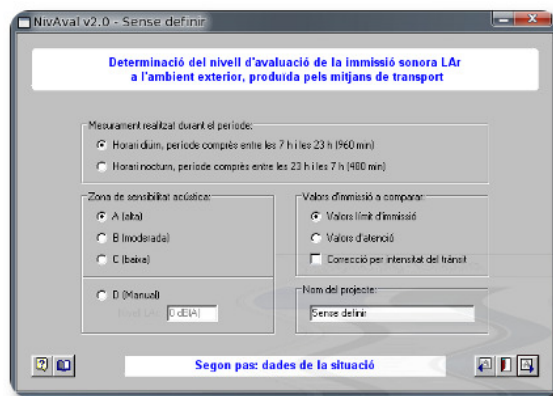 NivAval v2.0 - Sense definir
Determinació del nivell d'avaluació de la immissió sonora LAr
a l'ambient exterior, produïda pels mitjans de transport
Mesurament realitzat durant el període:
Horari diürn, període comprès entre les 7 h i les 23 h (960 min)
Horari nocturn, període comprès entre les 23 h i les 7 h (480 min)
Zona de sensibilitat acústica:
A (alta)
B (moderada)
C (baixa)
D (Manual)
Nivell LAr
0 dB(A)
Valors d'immissió a comparar:
Valors límit d'immissió
Valors d'atenció
Correcció per intensitat del trànsit
Nom del projecte:
Sense definir
Segon pas: dades de la situació